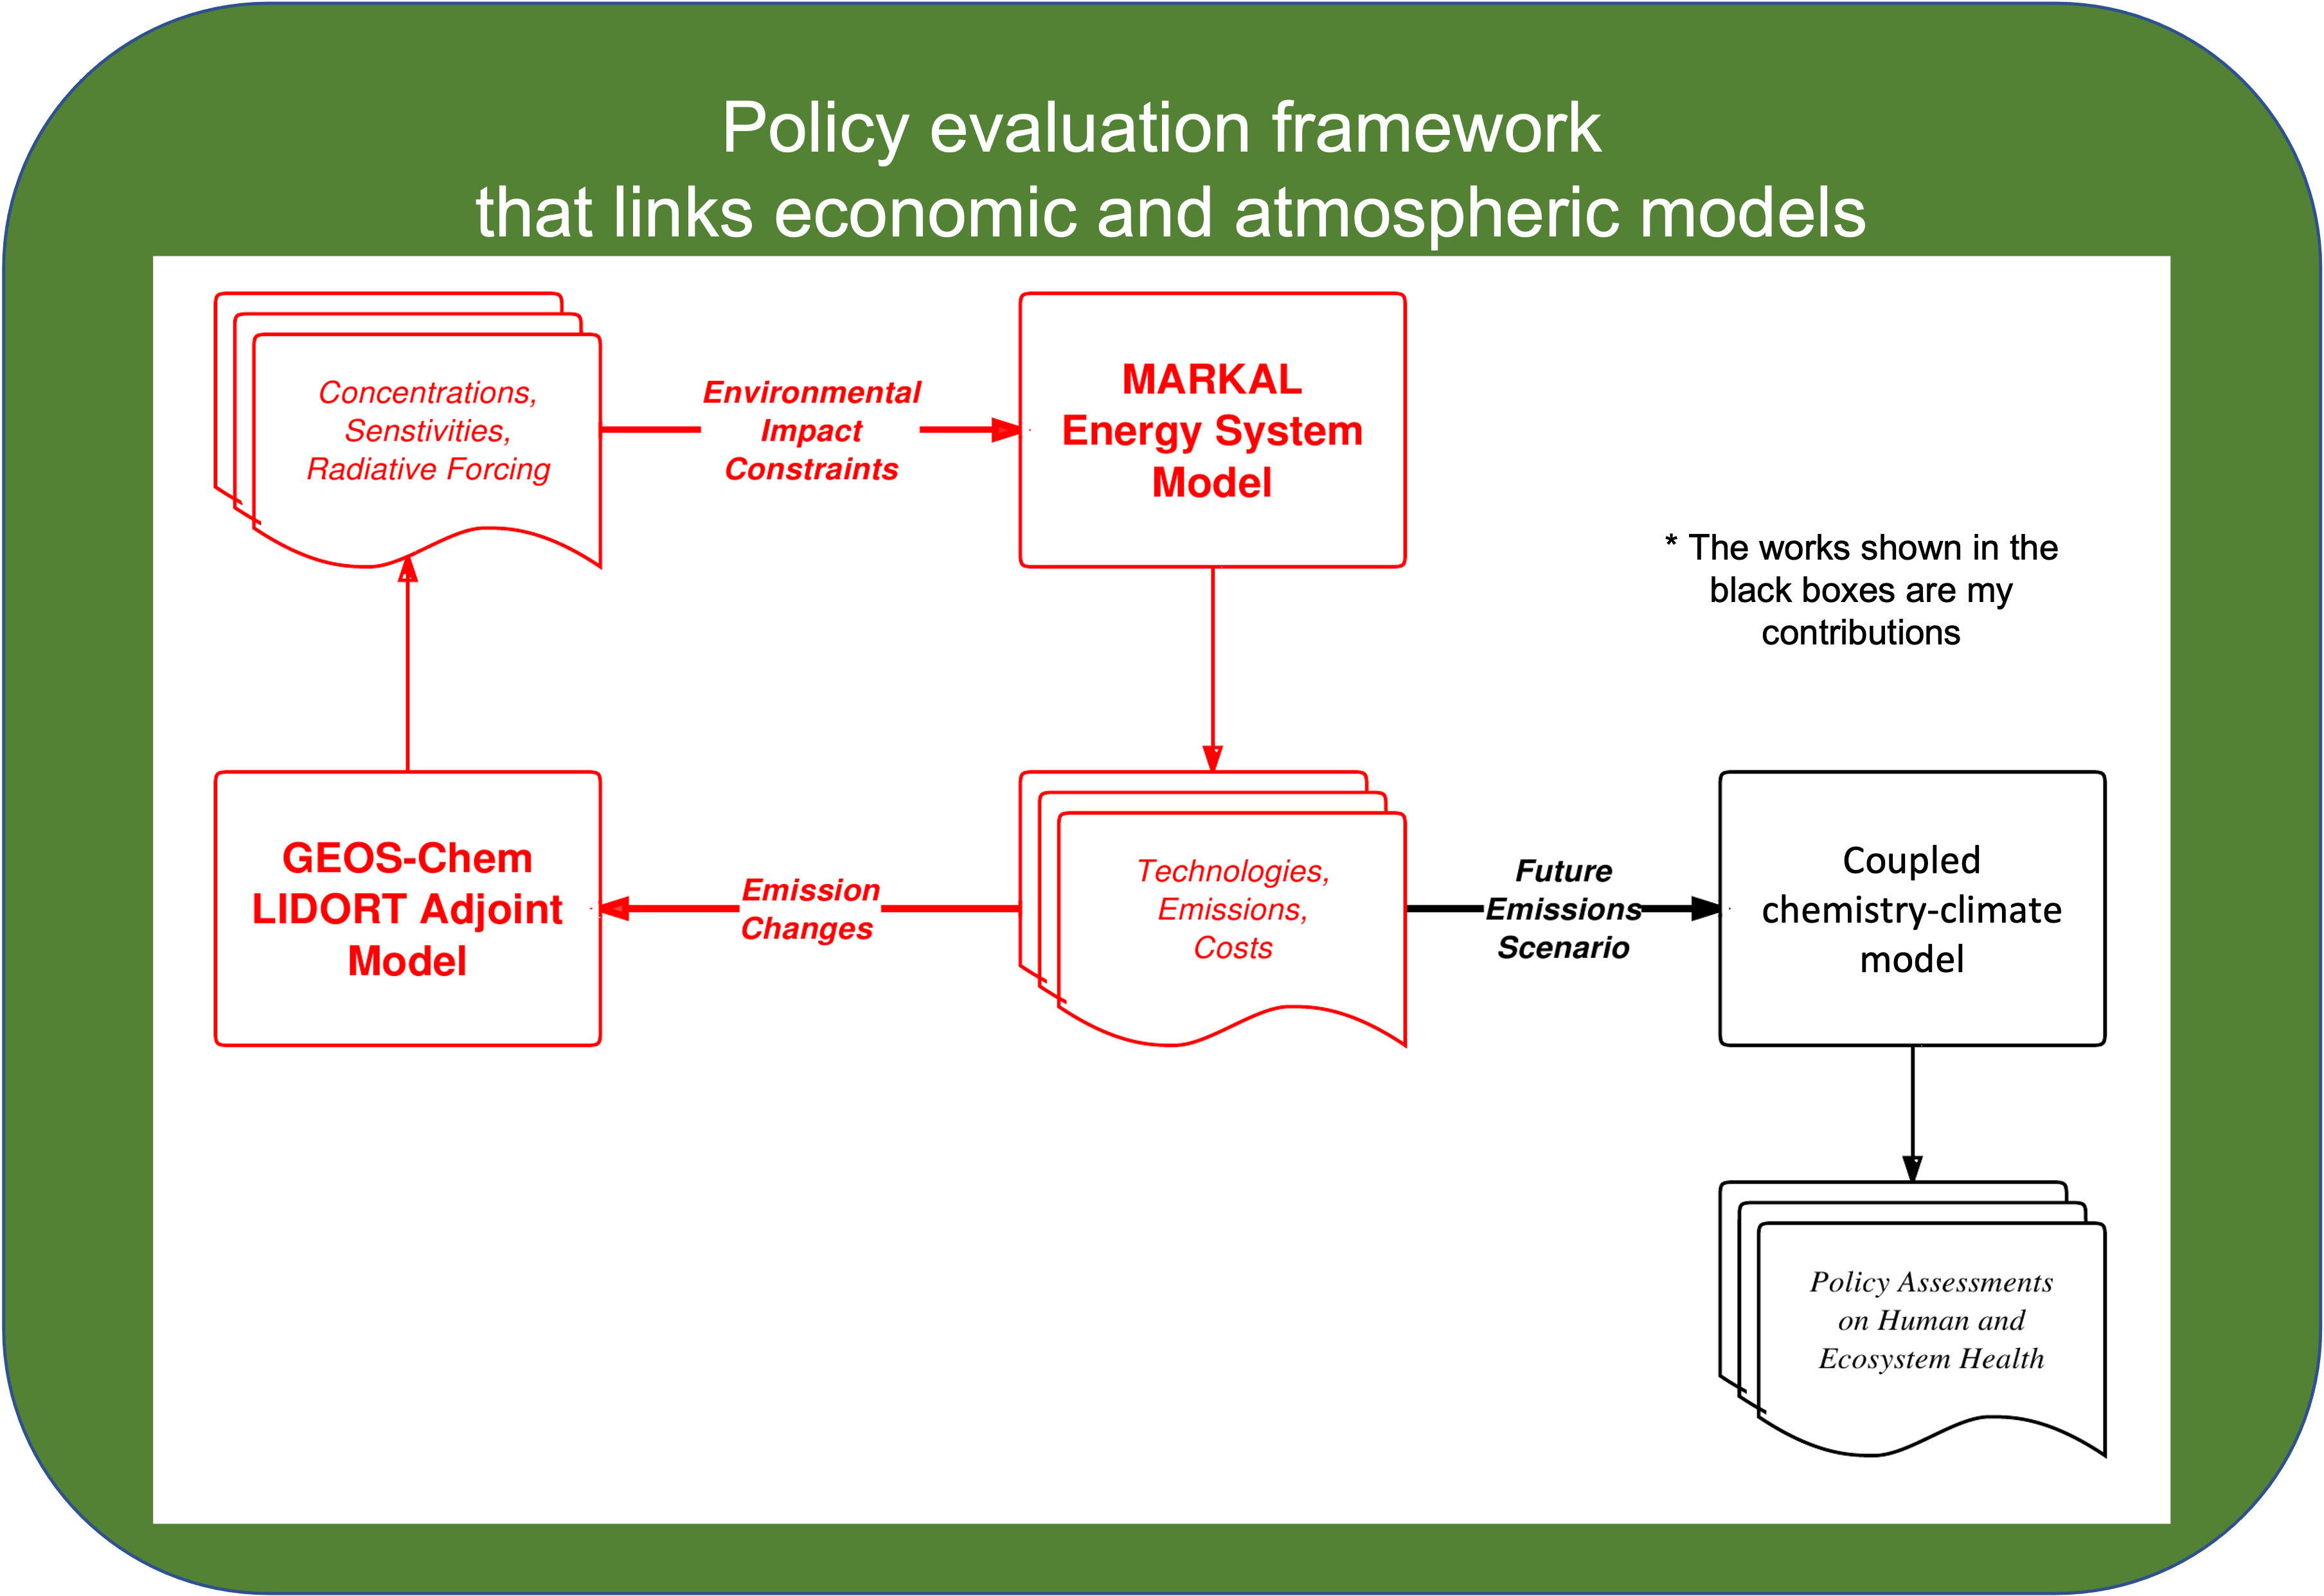 Policy evaluation framework
that links economic and atmospheric models
Concentrations,
Senstivities,
Radiative Forcing
Environmental
Impact
Constraints
MARKAL
Energy System
Model
* The works shown in the
black boxes are my
contributions
GEOS-Chem
LIDORT Adjoint
Model
Emission
Changes
Technologies,
Emissions,
Costs
Future
Emissions
Scenario
Coupled
chemistry-climate
model
Policy Assessments
on Human and
Ecosystem Health